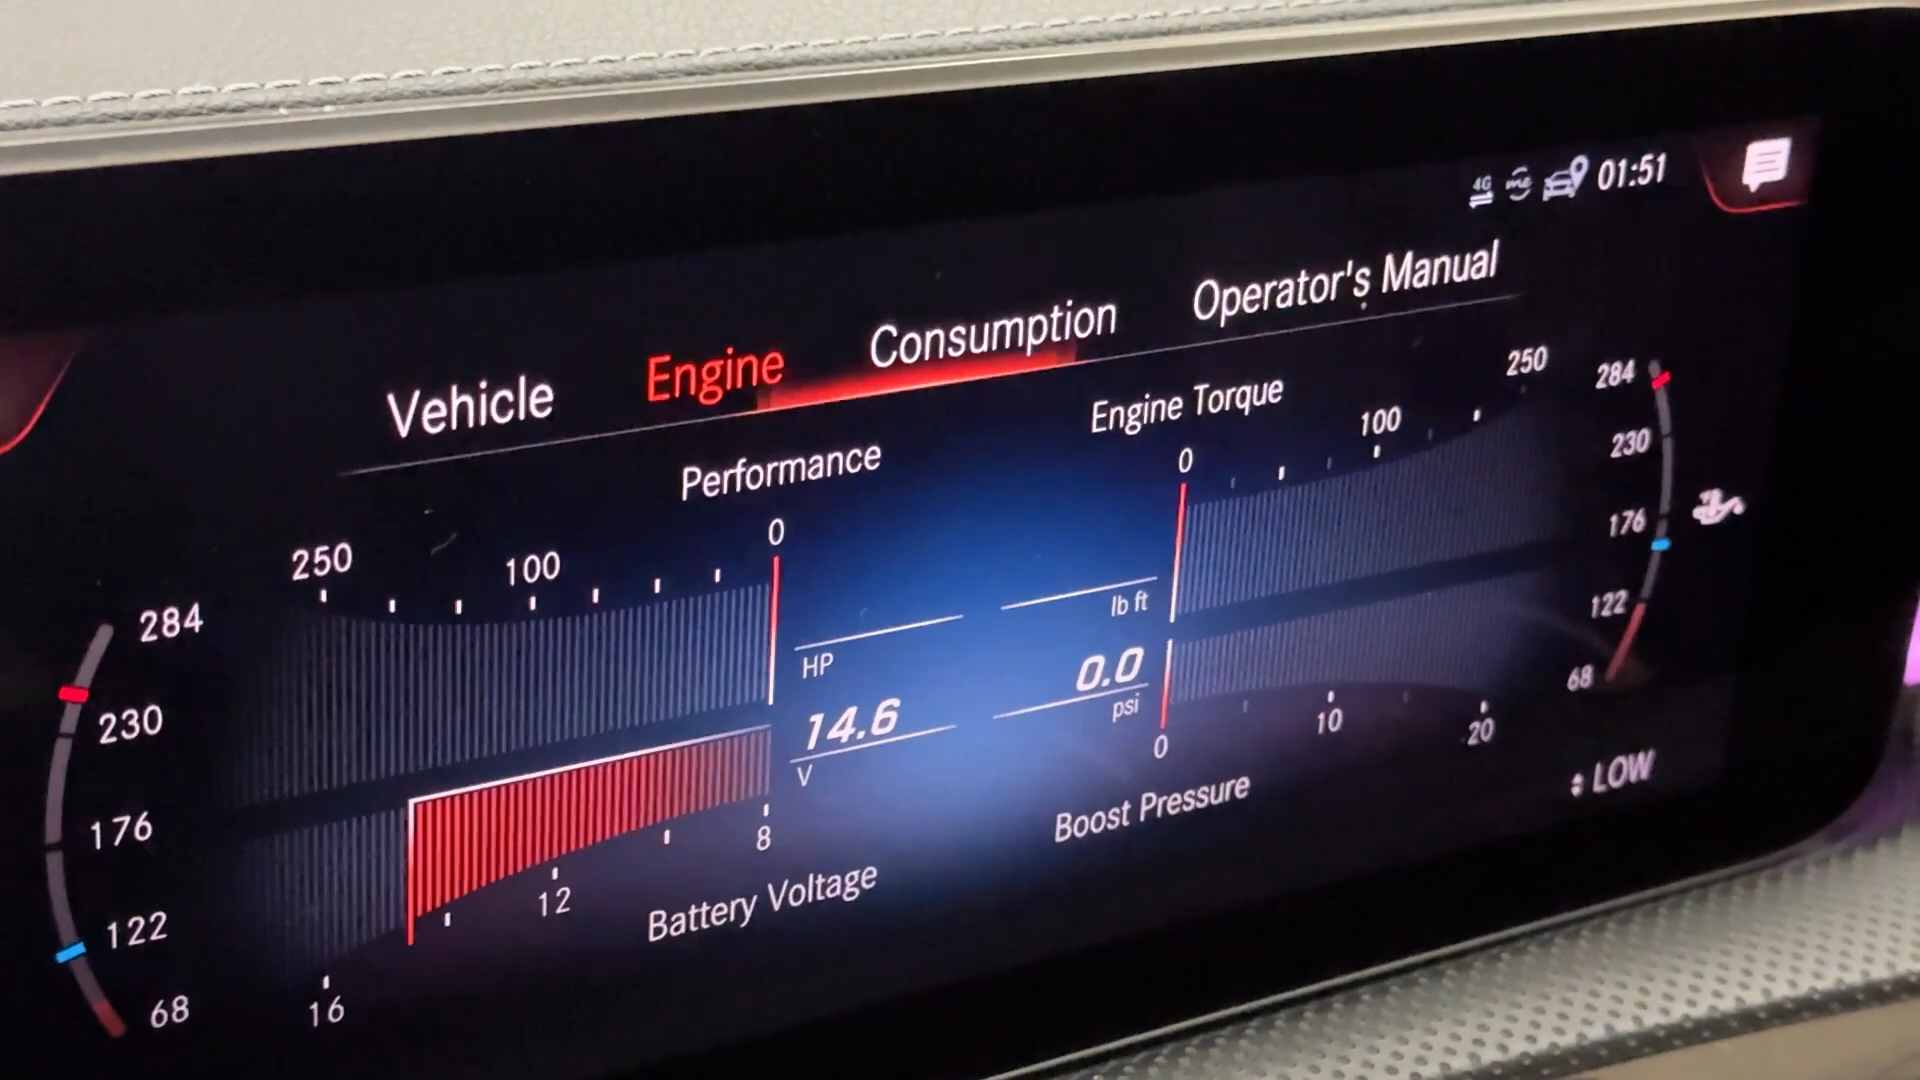 4G me 01:51
Vehicle Engine Consumption Operator's Manual
Performance
Engine Torque
250 100 0
0 100 250
284
230
176
122
68
284
230
176
122
68
HP
lb ft
14.6
V
0.0
psi
16 12 8
0 10 20
Battery Voltage
Boost Pressure
LOW